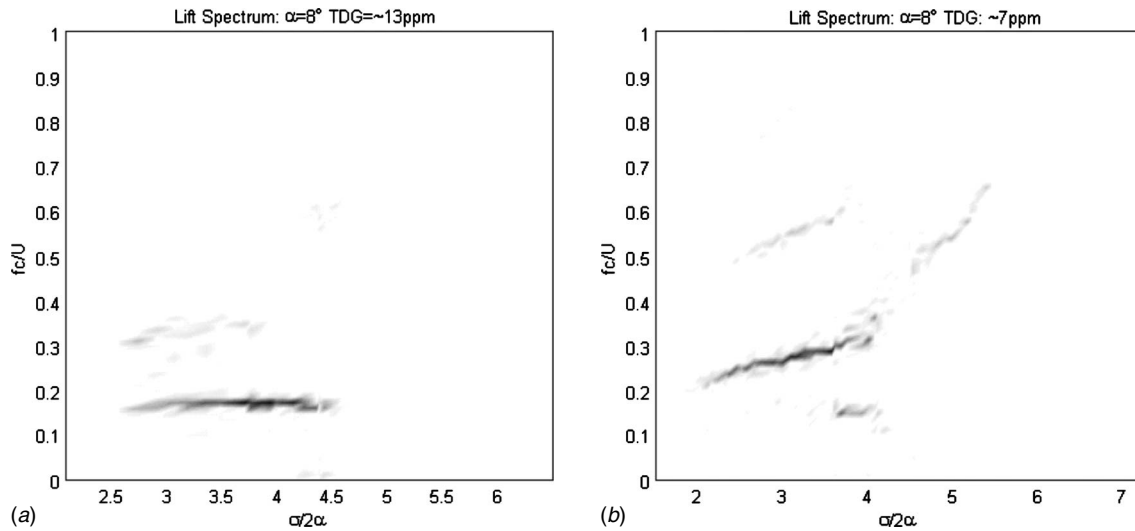 Lift Spectrum: α=8° TDG=~13ppm
1
0.9
0.8
0.7
0.6
0.5
0.4
0.3
0.2
0.1
0
fc/U
2.5 3 3.5 4 4.5 5 5.5 6
σ/2α
(a)
Lift Spectrum: α=8° TDG: ~7ppm
1
0.9
0.8
0.7
0.6
0.5
0.4
0.3
0.2
0.1
0
fc/U
2 3 4 5 6 7
σ/2α
(b)